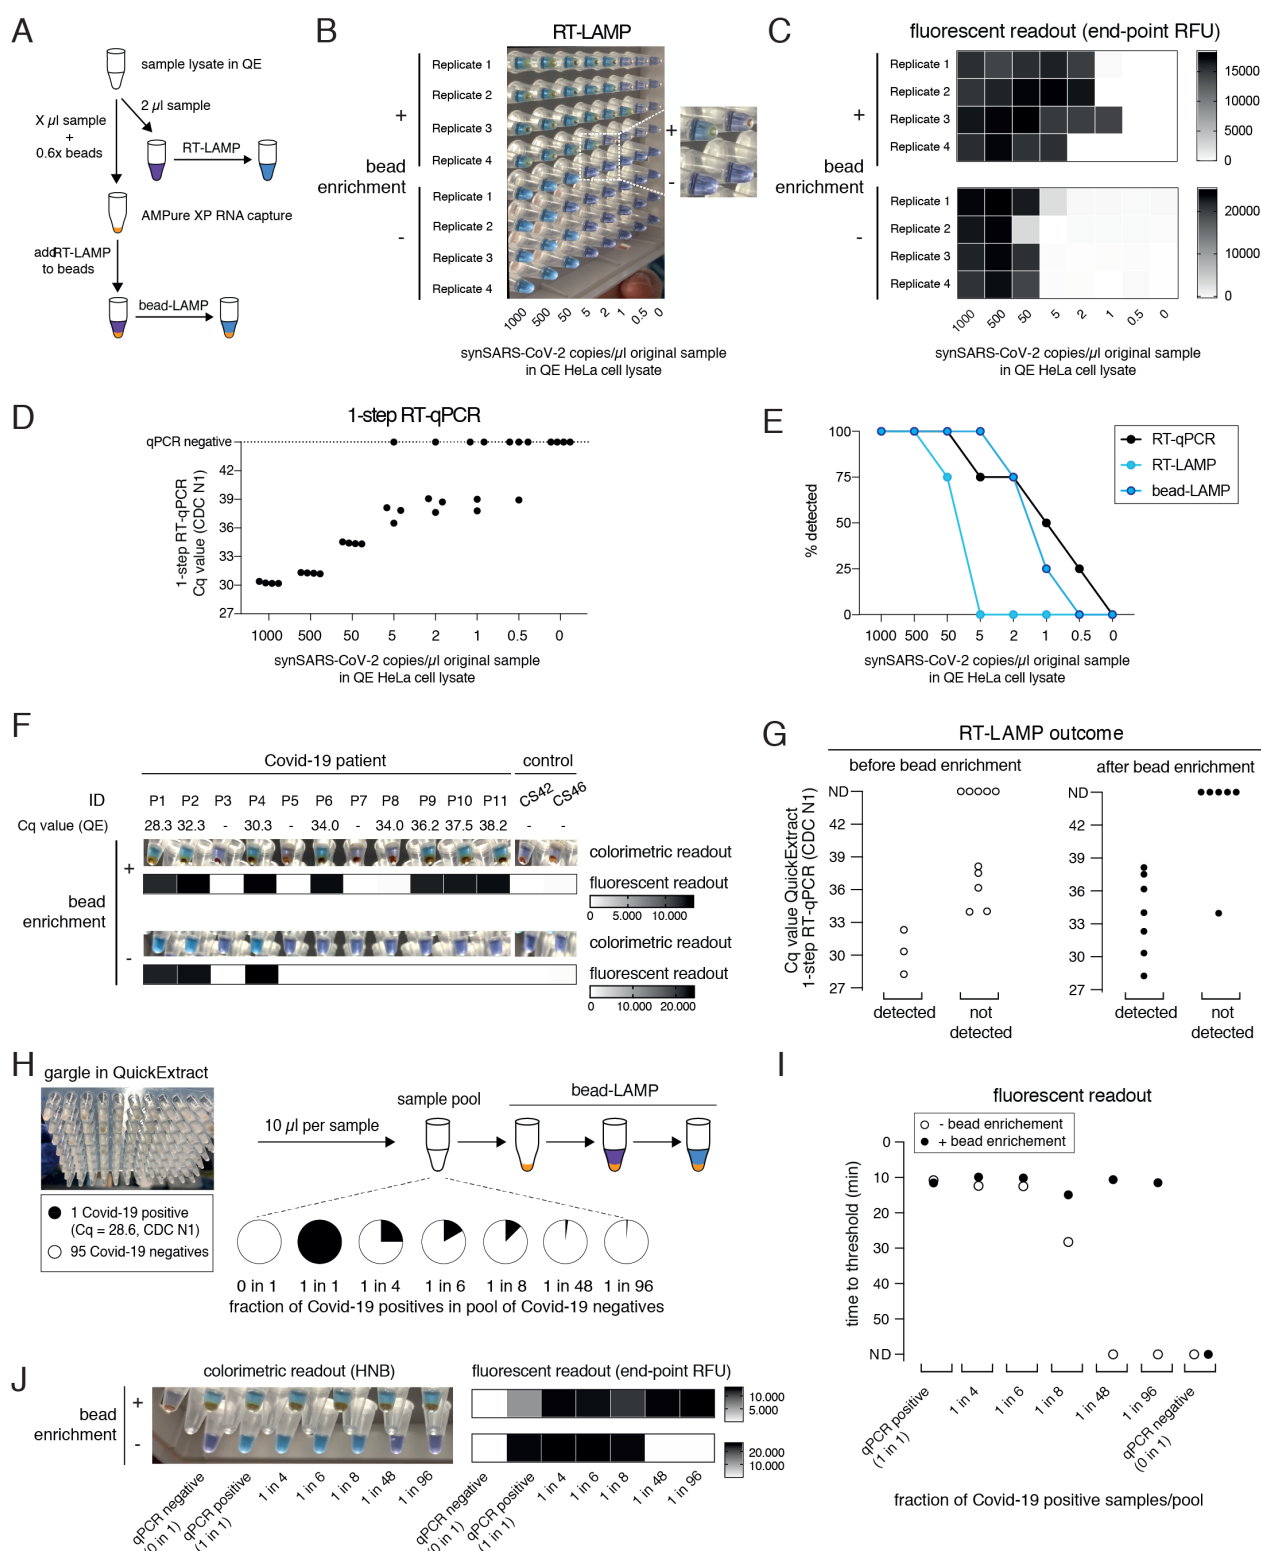 A
sample lysate in QE
2 µl sample
X µl sample
+
0.6x beads
RT-LAMP
AMPure XP RNA capture
add RT-LAMP
to beads
bead-LAMP
B
RT-LAMP
+
bead
enrichment
-
Replicate 1
Replicate 2
Replicate 3
Replicate 4
Replicate 1
Replicate 2
Replicate 3
Replicate 4
+
-
1000 500 50 5 2 1 0.5 0
synSARS-CoV-2 copies/µl original sample
in QE HeLa cell lysate
C
fluorescent readout (end-point RFU)
+
bead
enrichment
-
Replicate 1
Replicate 2
Replicate 3
Replicate 4
15000
10000
5000
0
Replicate 1
Replicate 2
Replicate 3
Replicate 4
20000
10000
0
1000 500 50 5 2 1 0.5 0
synSARS-CoV-2 copies/µl original sample
in QE HeLa cell lysate
D
1-step RT-qPCR
qPCR negative
42
39
36
33
30
27
1-step RT-qPCR
Cq value (CDC N1)
1000 500 50 5 2 1 0.5 0
synSARS-CoV-2 copies/µl original sample
in QE HeLa cell lysate
E
100
75
50
25
0
% detected
RT-qPCR
RT-LAMP
bead-LAMP
1000 500 50 5 2 1 0.5 0
synSARS-CoV-2 copies/µl original sample
in QE HeLa cell lysate
F
Covid-19 patient control
ID P1 P2 P3 P4 P5 P6 P7 P8 P9 P10 P11 CS42 CS46
Cq value (QE) 28.3 32.3 - 30.3 - 34.0 - 34.0 36.2 37.5 38.2 - -
bead
enrichment
+
colorimetric readout
fluorescent readout
0 5.000 10.000
-
colorimetric readout
fluorescent readout
0 10.000 20.000
G
RT-LAMP outcome
before bead enrichment
after bead enrichment
Cq value QuickExtract
1-step RT-qPCR (CDC N1)
ND
42
39
36
33
30
27
detected
not
detected
ND
42
39
36
33
30
27
detected
not
detected
H
gargle in QuickExtract
1 Covid-19 positive
(Cq = 28.6, CDC N1)
95 Covid-19 negatives
10 µl per sample
sample pool
bead-LAMP
0 in 1 1 in 1 1 in 4 1 in 6 1 in 8 1 in 48 1 in 96
fraction of Covid-19 positives in pool of Covid-19 negatives
I
fluorescent readout
- bead enrichement
+ bead enrichement
time to threshold (min)
0
10
20
30
40
50
ND
qPCR positive
(1 in 1)
1 in 4
1 in 6
1 in 8
1 in 48
1 in 96
qPCR negative
(0 in 1)
fraction of Covid-19 positive samples/pool
J
colorimetric readout (HNB)
bead
enrichment
+
-
qPCR negative
(0 in 1)
qPCR positive
(1 in 1)
1 in 4
1 in 6
1 in 8
1 in 48
1 in 96
fluorescent readout (end-point RFU)
10.000
5.000
20.000
10.000
qPCR negative
(0 in 1)
qPCR positive
(1 in 1)
1 in 4
1 in 6
1 in 8
1 in 48
1 in 96